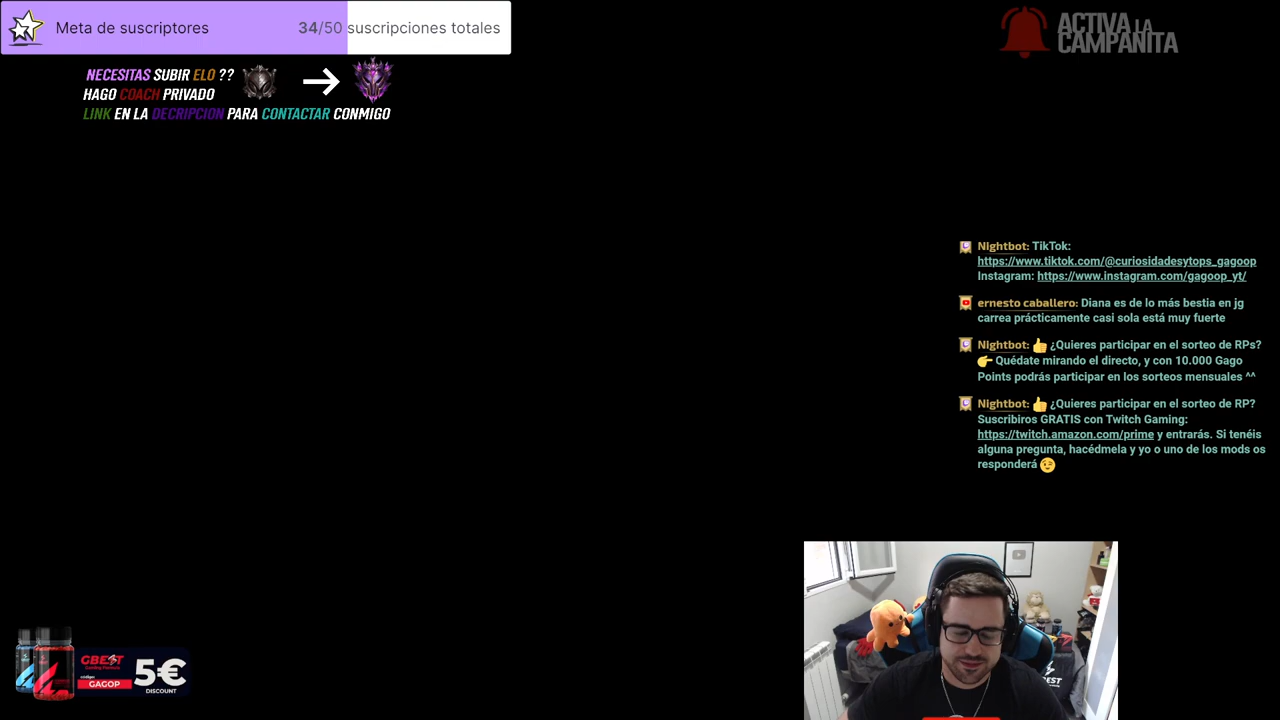 Meta de suscriptores 34/50 suscripciones totales
ACTIVA LA
CAMPANITA
NECESITAS SUBIR ELO ??
HAGO COACH PRIVADO
LINK EN LA DECRIPCION PARA CONTACTAR CONMIGO
Nightbot: TikTok:
https://www.tiktok.com/@curiosidadesytops_gagoop
Instagram: https://www.instagram.com/gagoop_yt/
ernesto caballero: Diana es de lo más bestia en jg
carrea prácticamente casi sola está muy fuerte
Nightbot: 👍 ¿Quieres participar en el sorteo de RPs?
👉 Quédate mirando el directo, y con 10.000 Gago
Points podrás participar en los sorteos mensuales ^^
Nightbot: 👍 ¿Quieres participar en el sorteo de RP?
Suscribiros GRATIS con Twitch Gaming:
https://twitch.amazon.com/prime y entrarás. Si tenéis
alguna pregunta, hacédmela y yo o uno de los mods os
responderá 😉
GBEST
código:
GAGOP
5€
DISCOUNT